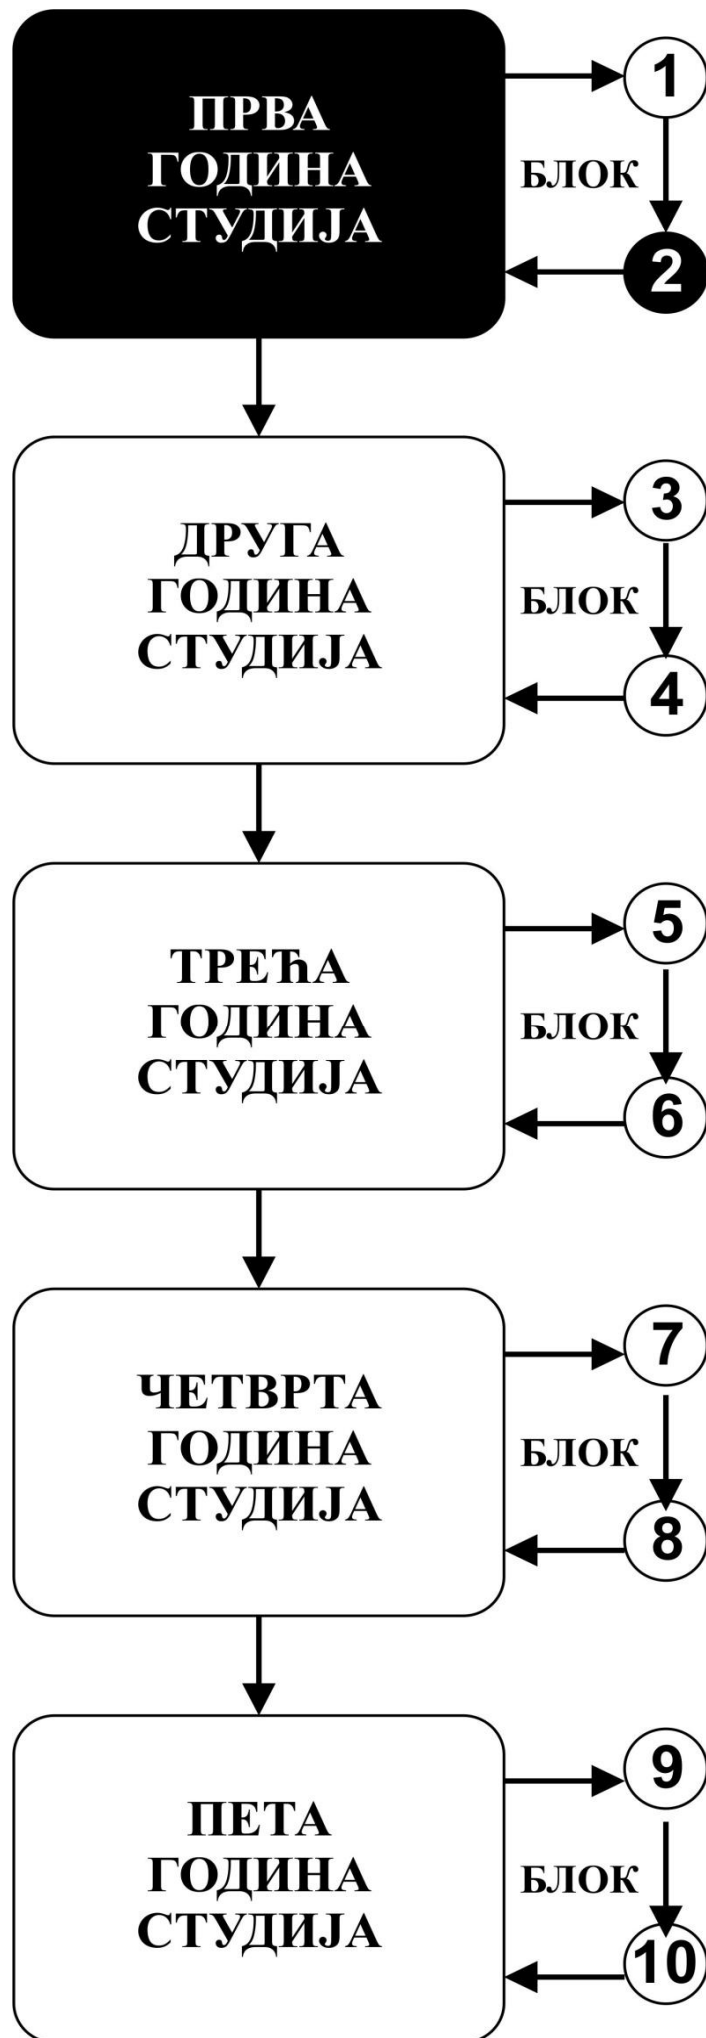 ПРВА
ГОДИНА
СТУДИЈА
1
БЛОК
2
ДРУГА
ГОДИНА
СТУДИЈА
3
БЛОК
4
ТРЕЋА
ГОДИНА
СТУДИЈА
5
БЛОК
6
ЧЕТВРТА
ГОДИНА
СТУДИЈА
7
БЛОК
8
ПЕТА
ГОДИНА
СТУДИЈА
9
БЛОК
10